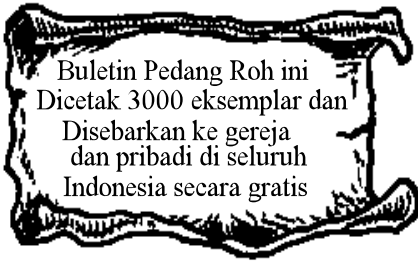 Buletin Pedang Roh ini
Dicetak 3000 eksemplar dan
Disebarkan ke gereja
dan pribadi di seluruh
Indonesia secara gratis